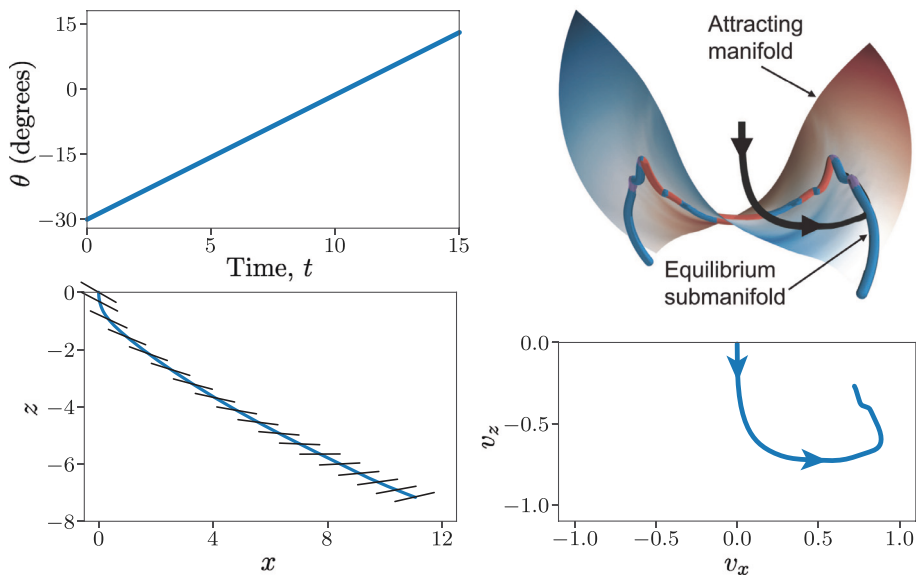 15
0
−15
−30
θ (degrees)
0
5
10
15
Time, t
Attracting
manifold
Equilibrium
submanifold
0
−2
−4
−6
−8
z
0
4
8
12
x
0.0
−0.5
−1.0
v_z
−1.0
−0.5
0.0
0.5
1.0
v_x